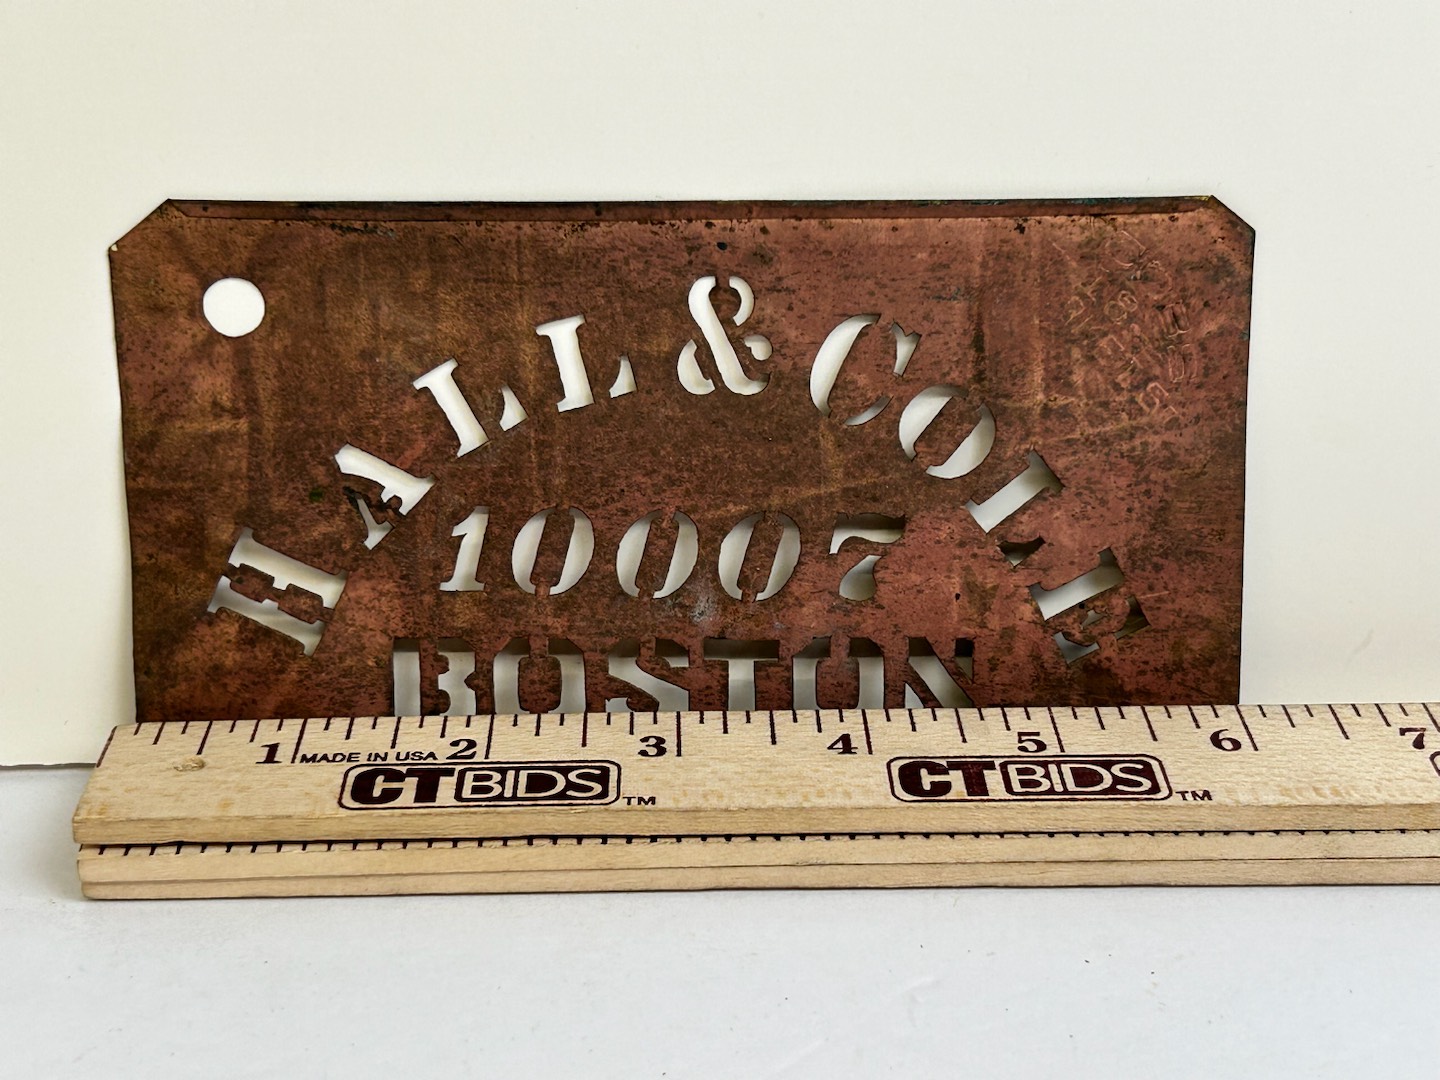 HALL & COLE
10007
BOSTON
1 MADE IN USA 2 3 4 5 6 7
CTBIDS™ CTBIDS™